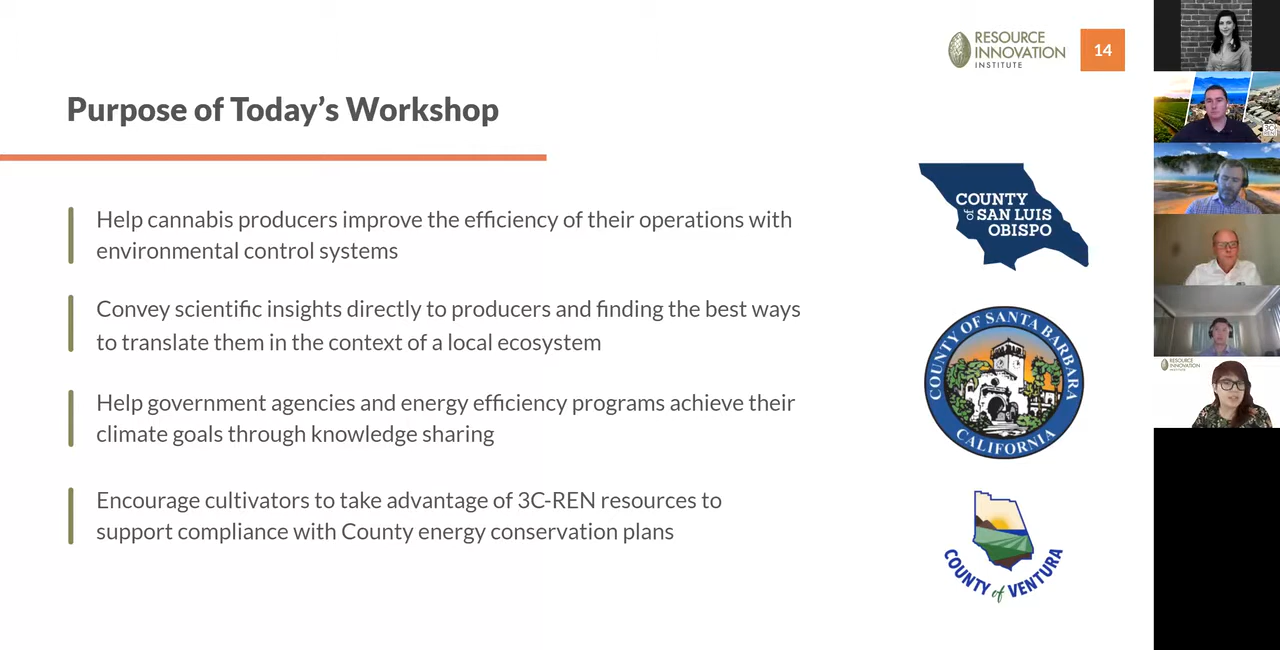 RESOURCE
INNOVATION
INSTITUTE
14
Purpose of Today's Workshop
Help cannabis producers improve the efficiency of their operations with
environmental control systems
Convey scientific insights directly to producers and finding the best ways
to translate them in the context of a local ecosystem
Help government agencies and energy efficiency programs achieve their
climate goals through knowledge sharing
Encourage cultivators to take advantage of 3C-REN resources to
support compliance with County energy conservation plans
COUNTY
of SAN LUIS
OBISPO
COUNTY OF SANTA BARBARA
CALIFORNIA
COUNTY of VENTURA
RESOURCE
INNOVATION